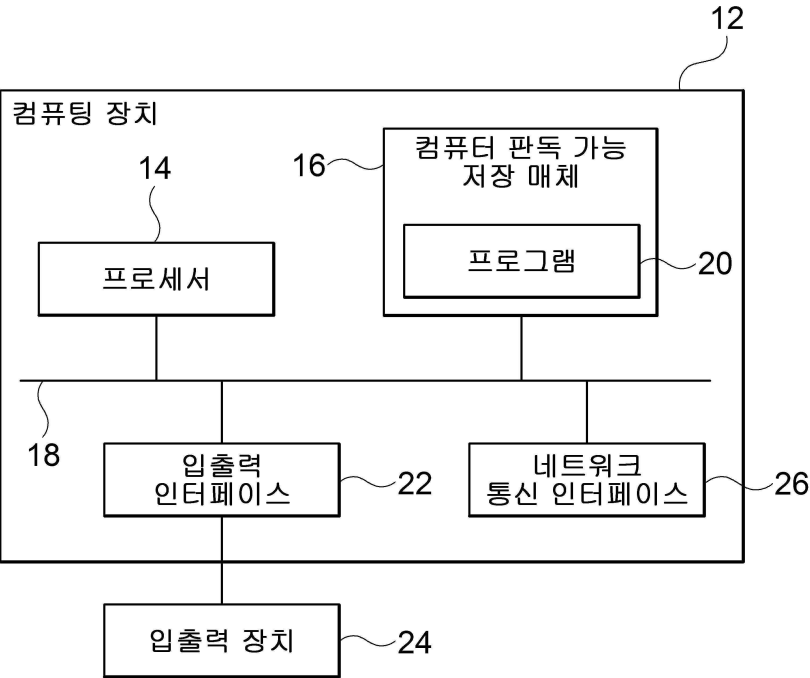 12
컴퓨팅 장치
14
프로세서
16
컴퓨터 판독 가능
저장 매체
프로그램
20
18
입출력
인터페이스
22
네트워크
통신 인터페이스
26
입출력 장치
24